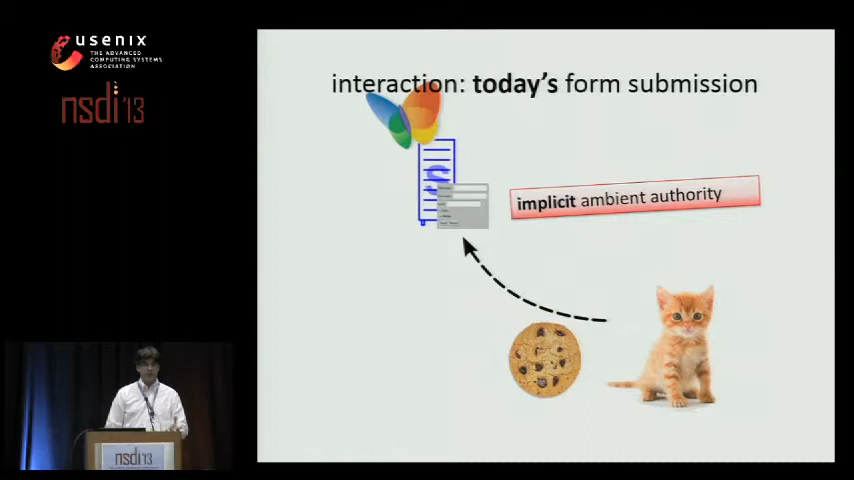 usenix
THE ADVANCED
COMPUTING SYSTEMS
ASSOCIATION
nsdi '13
interaction: today's form submission
S
implicit ambient authority
nsdi '13